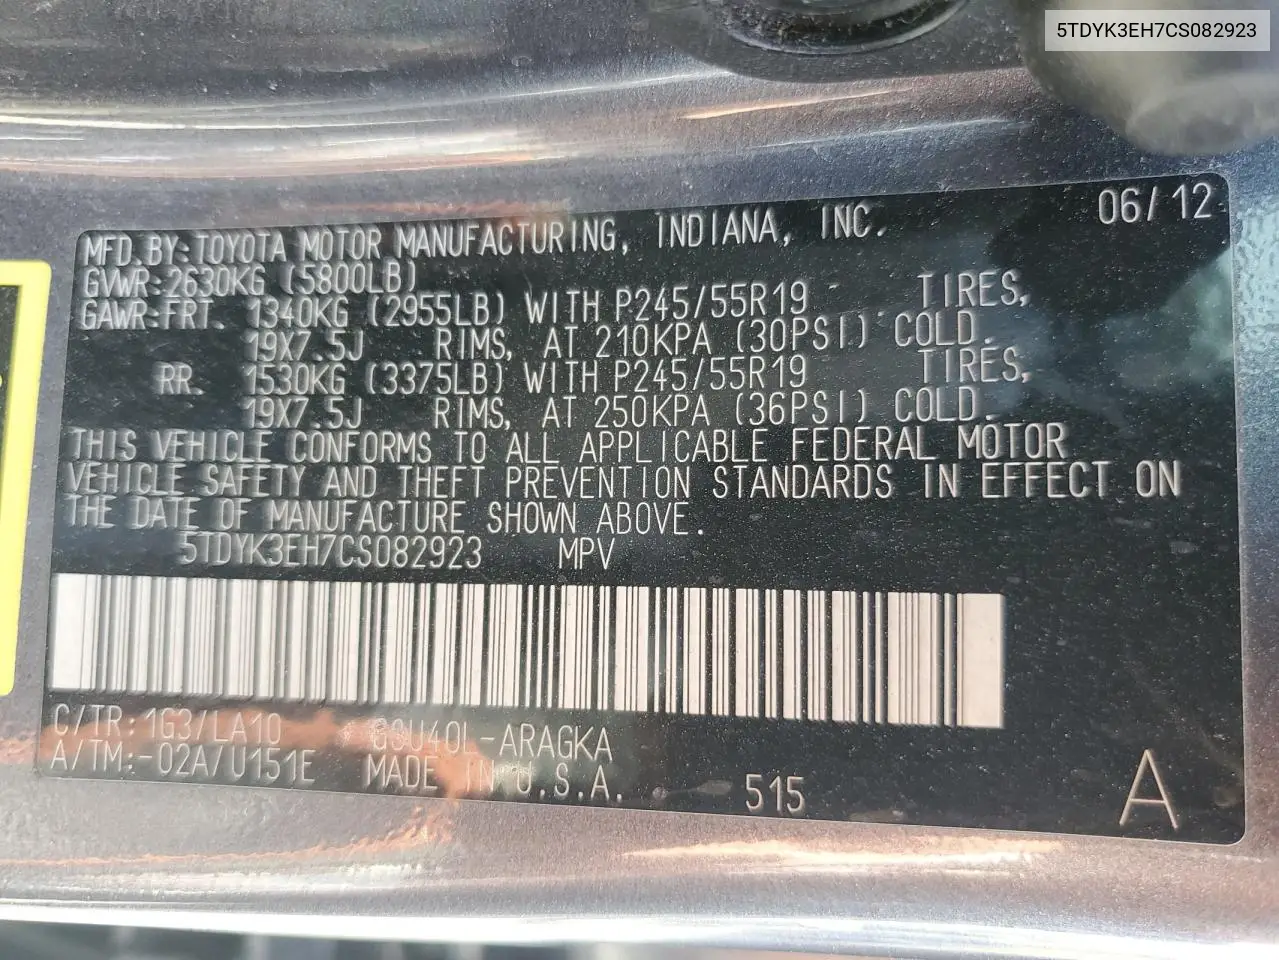 5TDYK3EH7CS082923
06/12
MFD.BY:TOYOTA MOTOR MANUFACTURING, INDIANA, INC.
GVWR:2630KG (5800LB)
GAWR:FRT. 1340KG (2955LB) WITH P245/55R19 TIRES,
19X7.5J RIMS, AT 210KPA (30PSI) COLD.
RR. 1530KG (3375LB) WITH P245/55R19 TIRES,
19X7.5J RIMS, AT 250KPA (36PSI) COLD.
THIS VEHICLE CONFORMS TO ALL APPLICABLE FEDERAL MOTOR
VEHICLE SAFETY AND THEFT PREVENTION STANDARDS IN EFFECT ON
THE DATE OF MANUFACTURE SHOWN ABOVE.
5TDYK3EH7CS082923 MPV
C/TR:1G3/LA10 GSU40L-ARAGKA
A/TM:-02A/U151E MADE IN U.S.A. 515 A